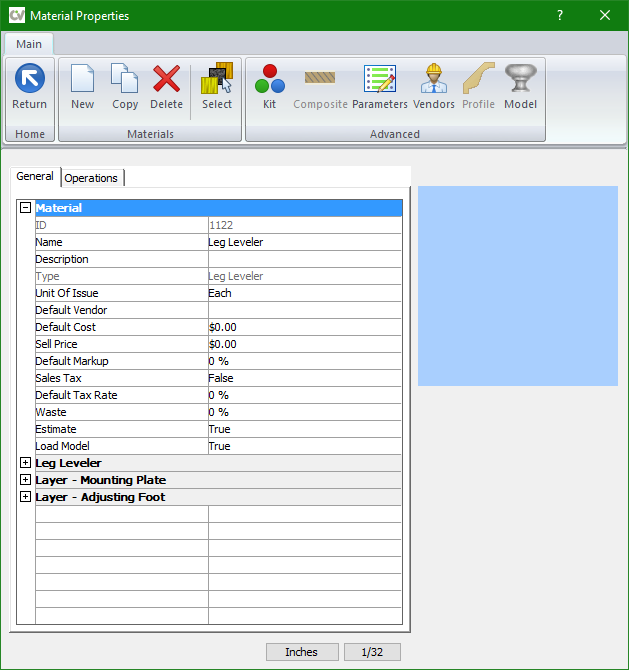 CV Material Properties ?
Main
Return New Copy Delete Select Kit Composite Parameters Vendors Profile Model
Home Materials Advanced
General Operations
Material
ID 1122
Name Leg Leveler
Description
Type Leg Leveler
Unit Of Issue Each
Default Vendor
Default Cost $0.00
Sell Price $0.00
Default Markup 0 %
Sales Tax False
Default Tax Rate 0 %
Waste 0 %
Estimate True
Load Model True
Leg Leveler
Layer - Mounting Plate
Layer - Adjusting Foot
Inches 1/32